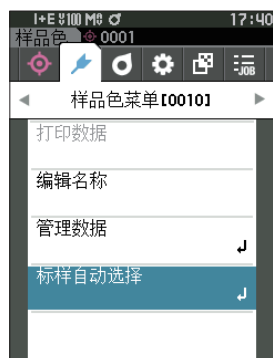 I+E 100 M0 17:40
样品色 0001
JOB
样品色菜单[0010]
打印数据
编辑名称
管理数据
标样自动选择